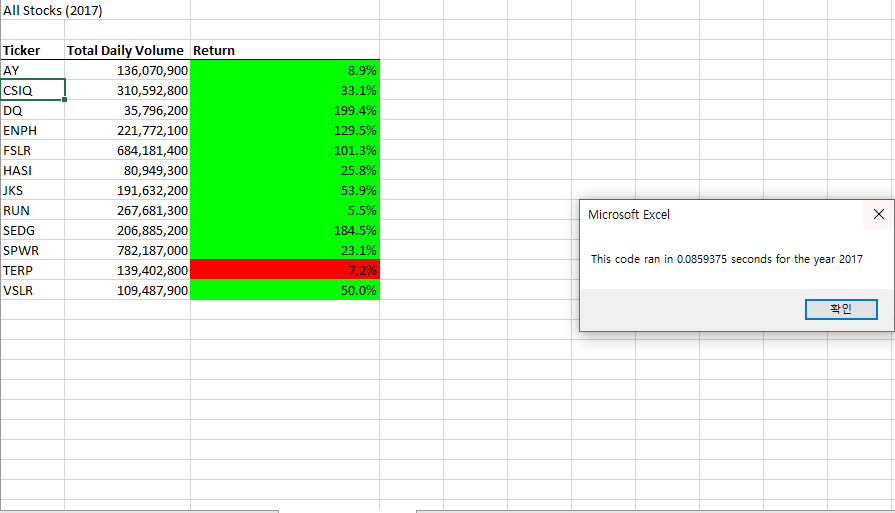 All Stocks (2017)
Ticker Total Daily Volume Return
AY 136,070,900 8.9%
CSIQ 310,592,800 33.1%
DQ 35,796,200 199.4%
ENPH 221,772,100 129.5%
FSLR 684,181,400 101.3%
HASI 80,949,300 25.8%
JKS 191,632,200 53.9%
RUN 267,681,300 5.5%
SEDG 206,885,200 184.5%
SPWR 782,187,000 23.1%
TERP 139,402,800 -7.2%
VSLR 109,487,900 50.0%
Microsoft Excel
This code ran in 0.0859375 seconds for the year 2017
확인